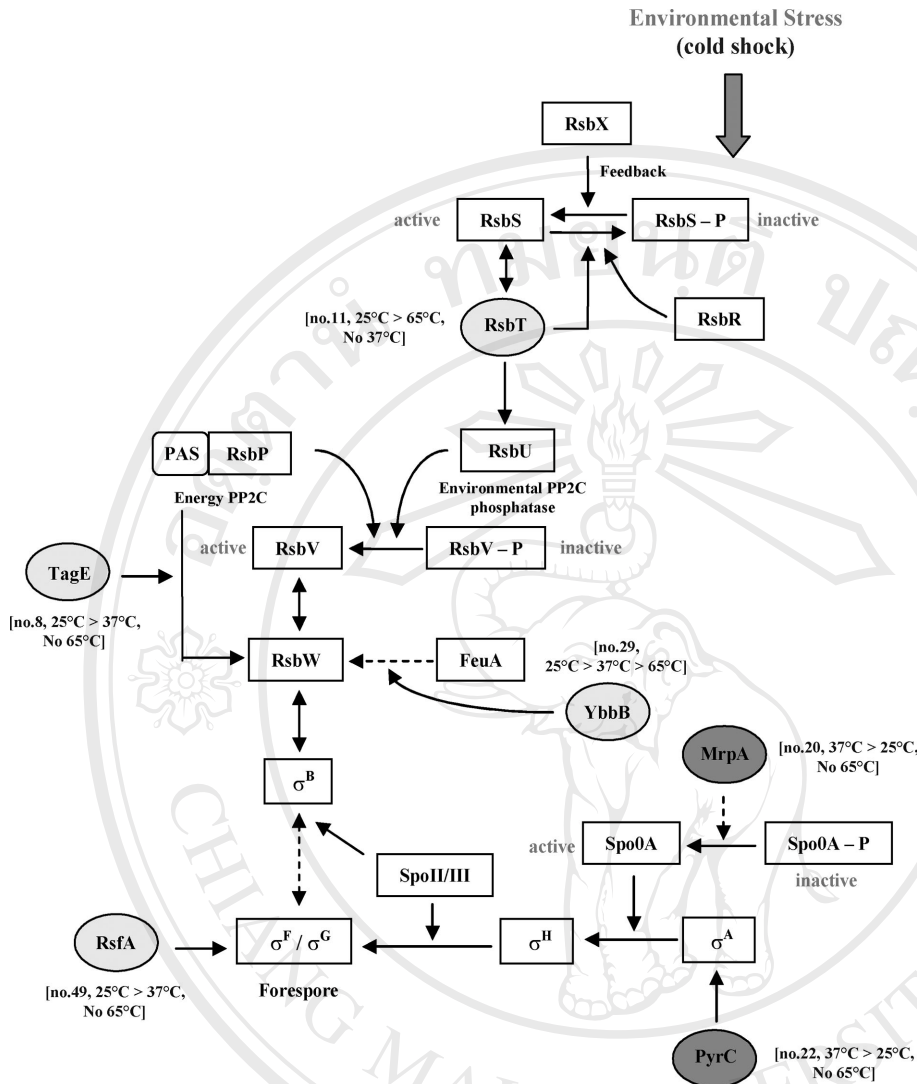 Environmental Stress
(cold shock)
RsbX
Feedback
active
RsbS
RsbS – P
inactive
[no.11, 25°C > 65°C,
No 37°C]
RsbT
RsbR
PAS
RsbP
RsbU
Energy PP2C
Environmental PP2C
phosphatase
active
RsbV
RsbV – P
inactive
TagE
[no.8, 25°C > 37°C,
No 65°C]
RsbW
FeuA
[no.29,
25°C > 37°C > 65°C]
YbbB
MrpA
[no.20, 37°C > 25°C,
No 65°C]
σB
active
Spo0A
Spo0A – P
inactive
SpoII/III
RsfA
σF / σG
σH
σA
Forespore
[no.49, 25°C > 37°C,
No 65°C]
PyrC
[no.22, 37°C > 25°C,
No 65°C]
CHIANG MAI